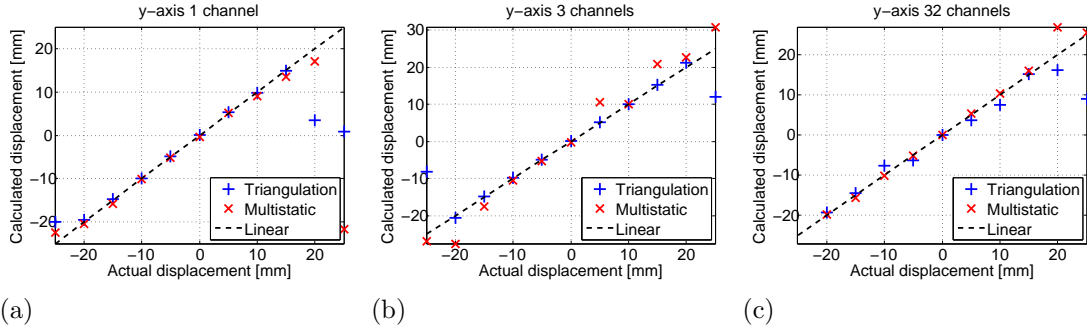 y-axis 1 channel
Calculated displacement [mm]
20
10
0
−10
−20
−20 −10 0 10 20
Actual displacement [mm]
Triangulation
Multistatic
Linear
(a)
y-axis 3 channels
Calculated displacement [mm]
30
20
10
0
−10
−20
−20 −10 0 10 20
Actual displacement [mm]
Triangulation
Multistatic
Linear
(b)
y-axis 32 channels
Calculated displacement [mm]
20
10
0
−10
−20
−20 −10 0 10 20
Actual displacement [mm]
Triangulation
Multistatic
Linear
(c)